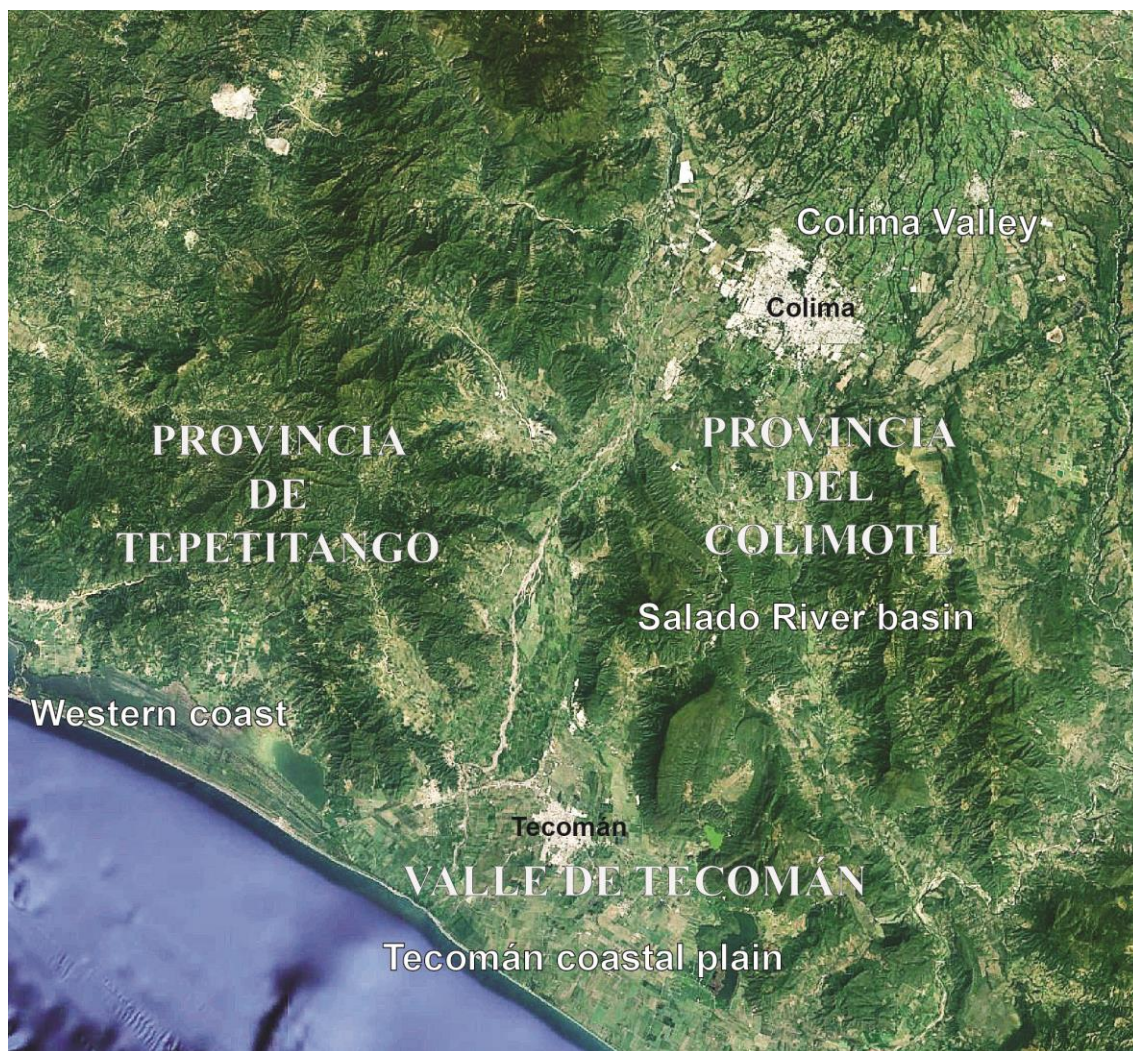 Colima Valley
Colima
PROVINCIA
DE
TEPETITANGO
PROVINCIA
DEL
COLIMOTL
Salado River basin
Western coast
Tecomán
VALLE DE TECOMÁN
Tecomán coastal plain